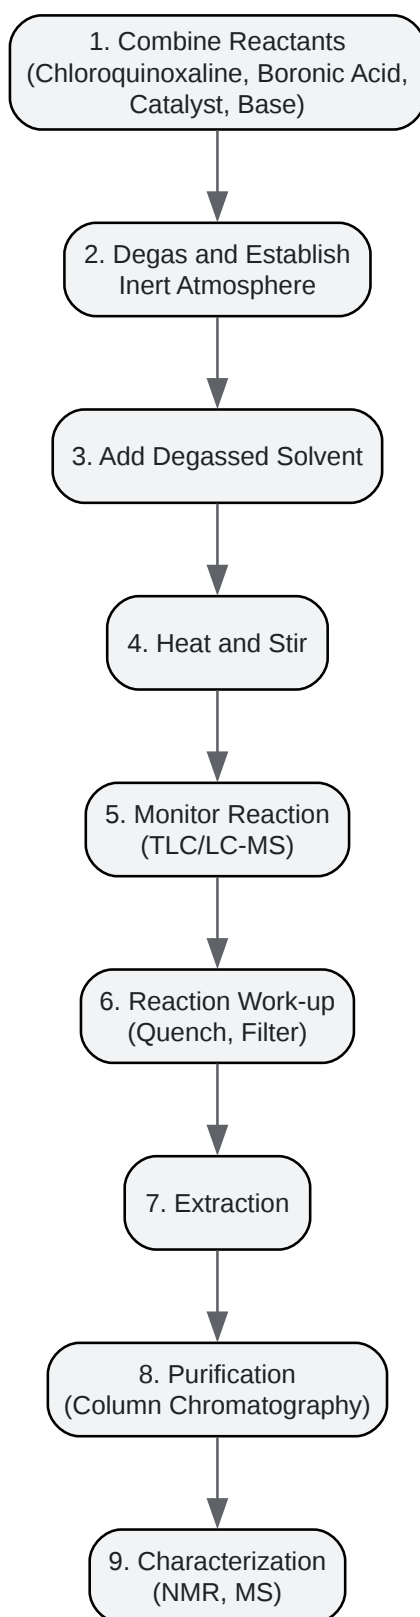 1. Combine Reactants
(Chloroquinoxaline, Boronic Acid,
Catalyst, Base)
2. Degas and Establish
Inert Atmosphere
3. Add Degassed Solvent
4. Heat and Stir
5. Monitor Reaction
(TLC/LC-MS)
6. Reaction Work-up
(Quench, Filter)
7. Extraction
8. Purification
(Column Chromatography)
9. Characterization
(NMR, MS)